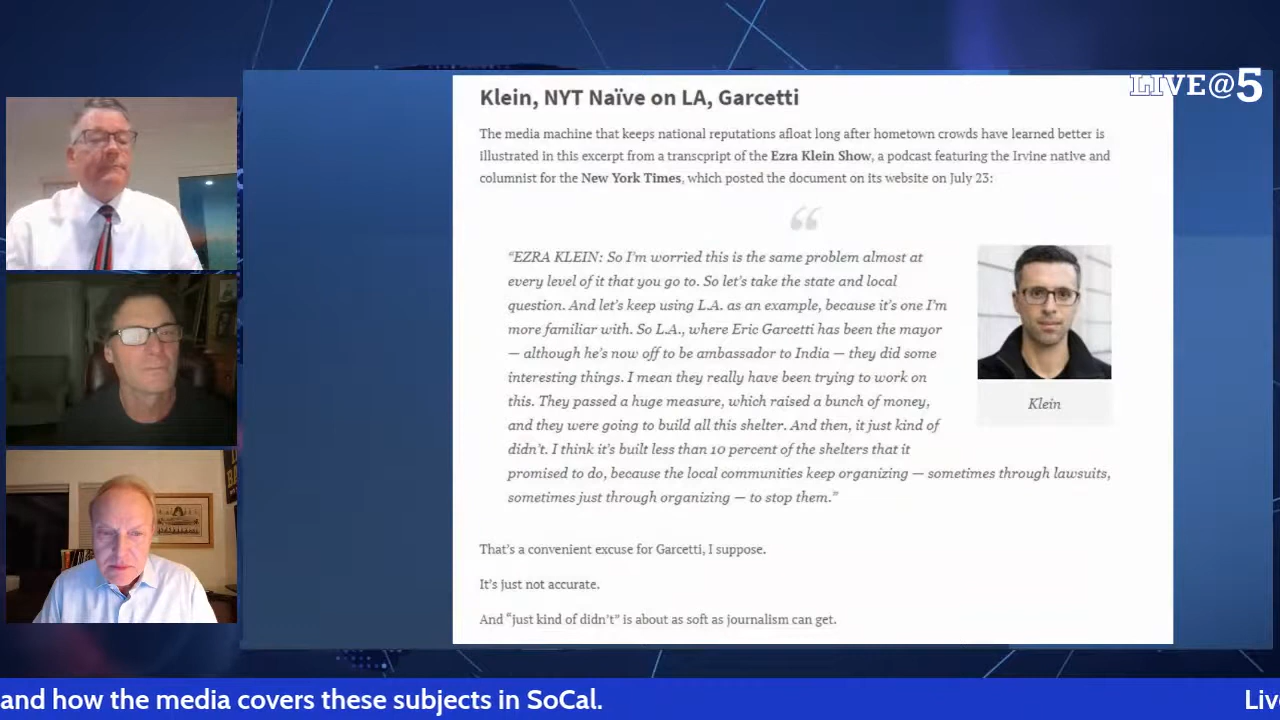 LIVE@5
Klein, NYT Naïve on LA, Garcetti
The media machine that keeps national reputations afloat long after hometown crowds have learned better is
illustrated in this excerpt from a transcpript of the Ezra Klein Show, a podcast featuring the Irvine native and
columnist for the New York Times, which posted the document on its website on July 23:
“
“EZRA KLEIN: So I’m worried this is the same problem almost at
every level of it that you go to. So let’s take the state and local
question. And let’s keep using L.A. as an example, because it’s one I’m
more familiar with. So L.A., where Eric Garcetti has been the mayor
— although he’s now off to be ambassador to India — they did some
interesting things. I mean they really have been trying to work on
this. They passed a huge measure, which raised a bunch of money,
and they were going to build all this shelter. And then, it just kind of
didn’t. I think it’s built less than 10 percent of the shelters that it
promised to do, because the local communities keep organizing — sometimes through lawsuits,
sometimes just through organizing — to stop them.”
Klein
That’s a convenient excuse for Garcetti, I suppose.
It’s just not accurate.
And “just kind of didn’t” is about as soft as journalism can get.
and how the media covers these subjects in SoCal.
Liv